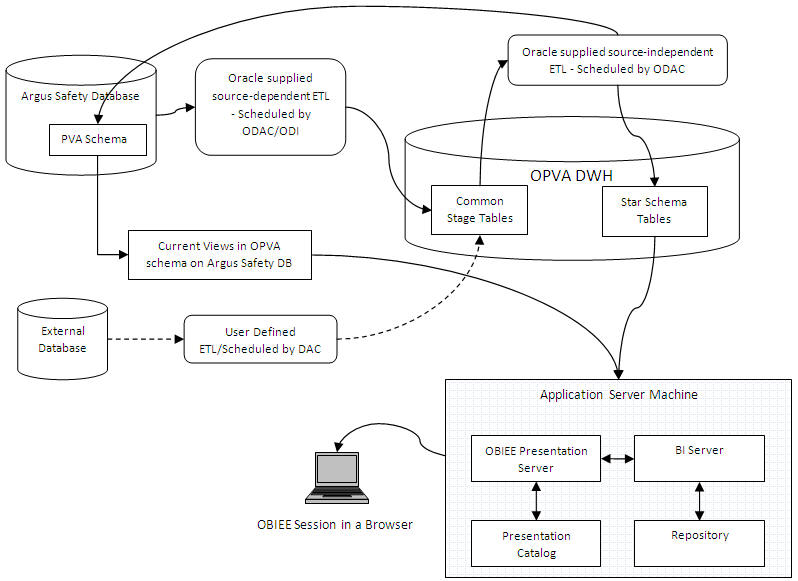 Oracle supplied source-independent
ETL - Scheduled by ODAC
Argus Safety Database
PVA Schema
Oracle supplied
source-dependent ETL
- Scheduled by
ODAC/ODI
OPVA DWH
Common
Stage Tables
Star Schema
Tables
Current Views in OPVA
schema on Argus Safety DB
External
Database
User Defined
ETL/Scheduled by DAC
Application Server Machine
OBIEE Presentation
Server
BI Server
Presentation
Catalog
Repository
OBIEE Session in a Browser